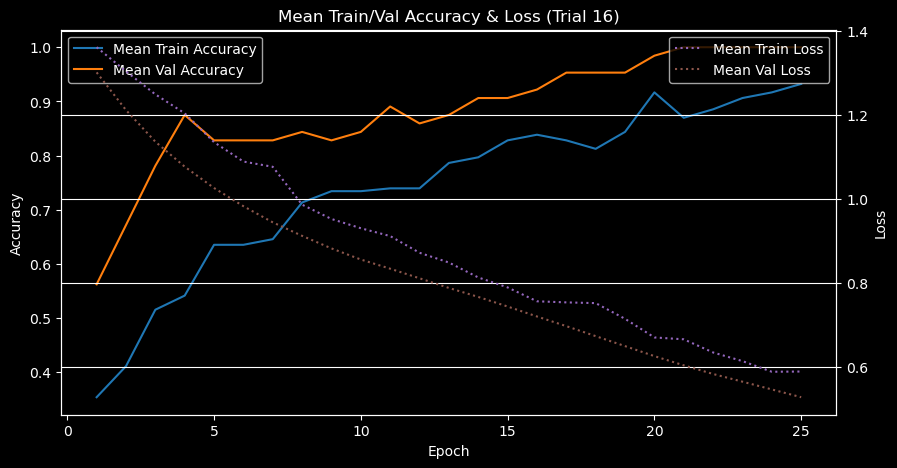 Mean Train/Val Accuracy & Loss (Trial 16)
Mean Train Accuracy
Mean Val Accuracy
Mean Train Loss
Mean Val Loss
1.0
0.9
0.8
0.7
0.6
0.5
0.4
Accuracy
1.4
1.2
1.0
0.8
0.6
Loss
0
5
10
15
20
25
Epoch